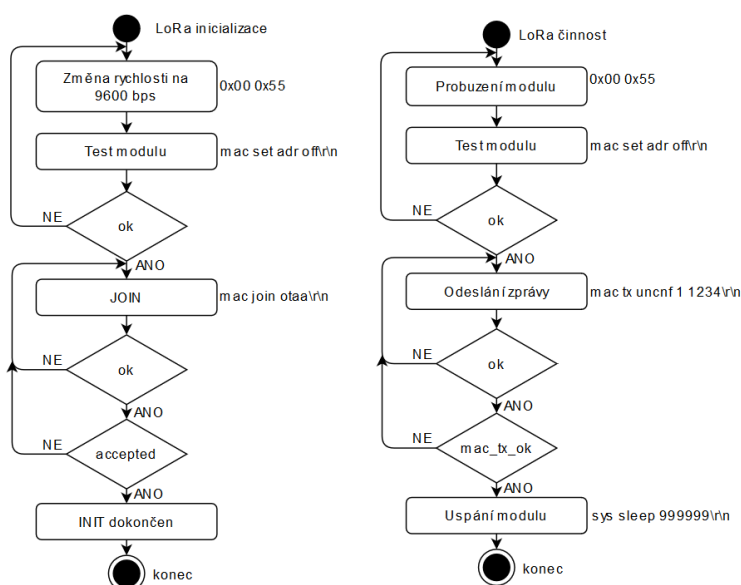 LoRa inicializace
Změna rychlosti na
9600 bps
0x00 0x55
Test modulu
mac set adr off\r\n
NE
ok
ANO
JOIN
mac join otaa\r\n
NE
ok
ANO
NE
accepted
ANO
INIT dokončen
konec
LoRa činnost
Probuzení modulu
0x00 0x55
Test modulu
mac set adr off\r\n
NE
ok
ANO
Odeslání zprávy
mac tx uncnf 1 1234\r\n
NE
ok
ANO
NE
mac_tx_ok
ANO
Uspání modulu
sys sleep 999999\r\n
konec